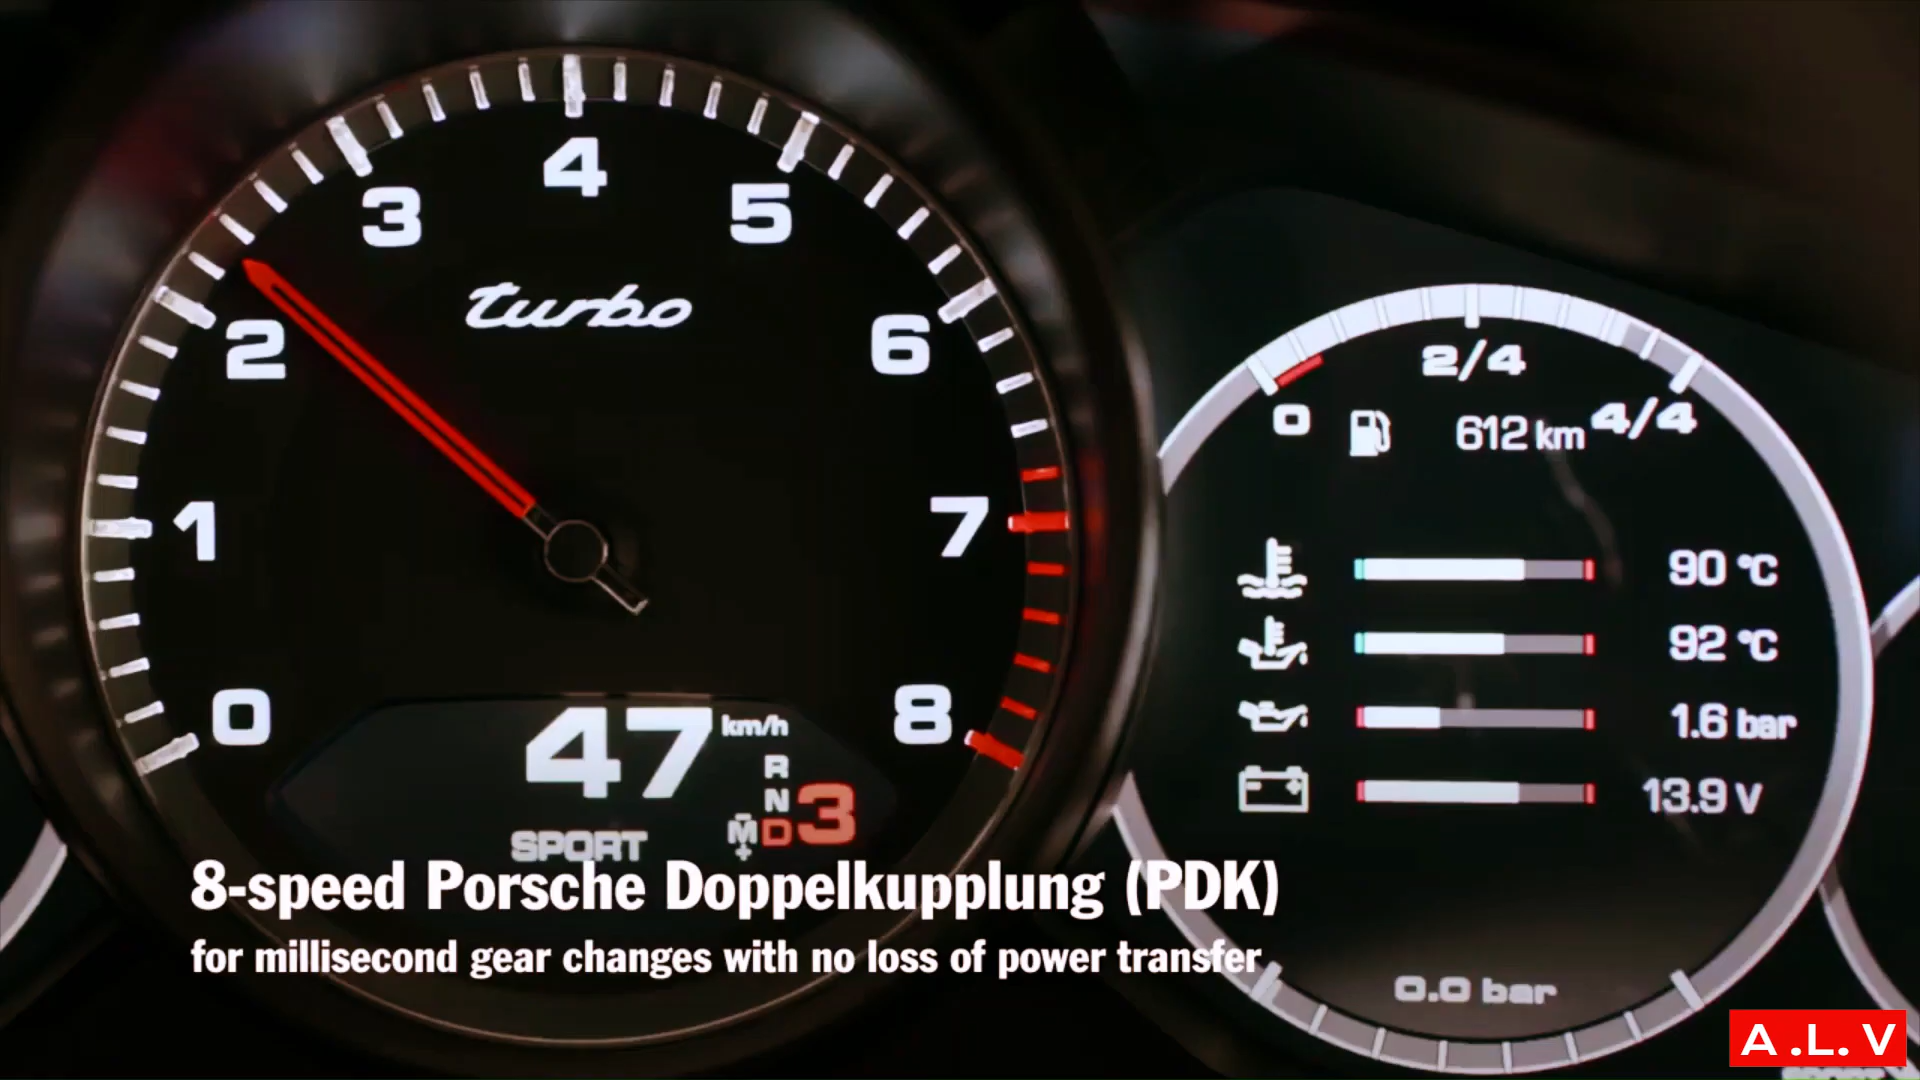 4
3
5
turbo
2
6
1
7
0
8
47 km/h
R
N
M D 3
+
SPORT
2/4
0
4/4
612 km
90 °C
92 °C
1.6 bar
13.9 V
0.0 bar
8-speed Porsche Doppelkupplung (PDK)
for millisecond gear changes with no loss of power transfer
A .L. V